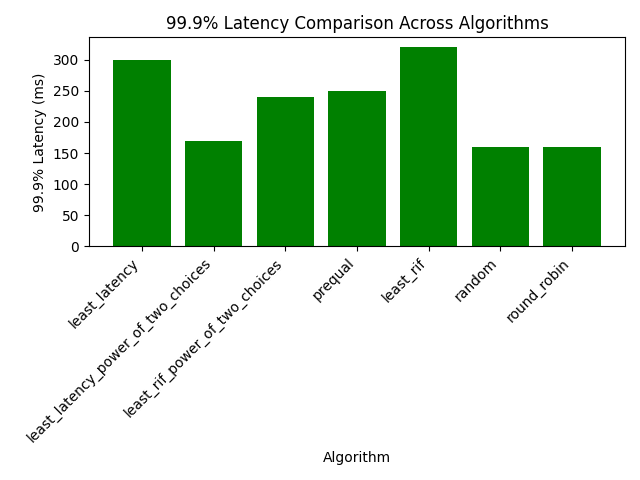 99.9% Latency Comparison Across Algorithms
99.9% Latency (ms)
300
250
200
150
100
50
0
least_latency
least_latency_power_of_two_choices
least_rif_power_of_two_choices
prequal
least_rif
random
round_robin
Algorithm